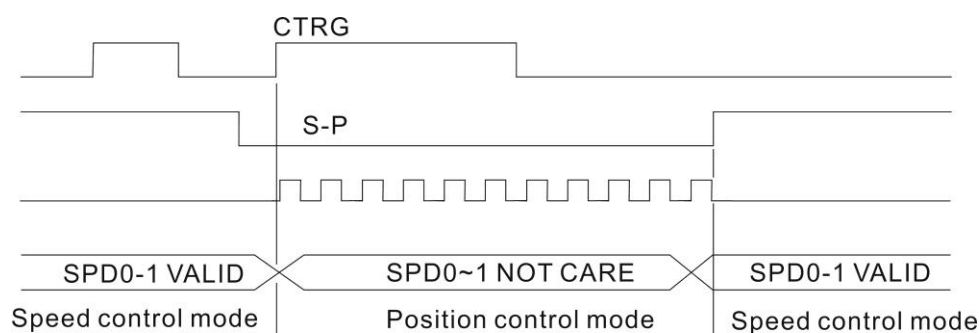 CTRG
S-P
SPD0-1 VALID
SPD0~1 NOT CARE
SPD0-1 VALID
Speed control mode
Position control mode
Speed control mode